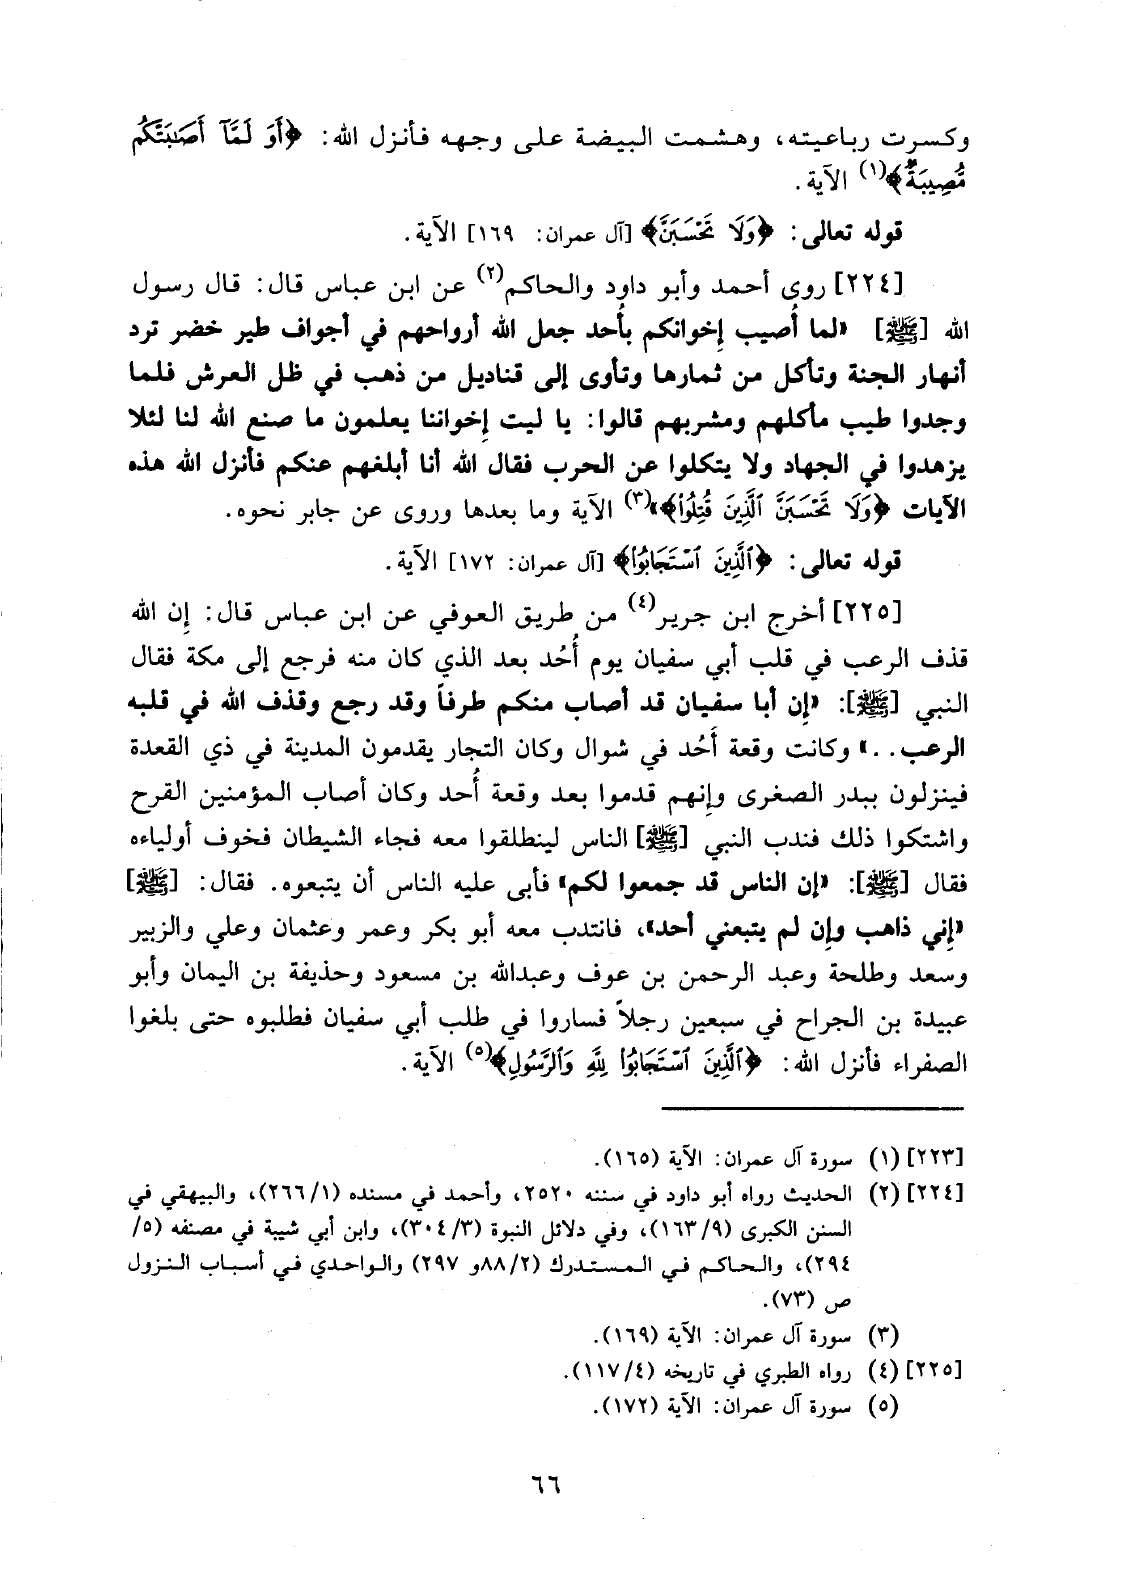 وكسرت رباعيته، وهشمت البيضة على وجهه فأنزل الله: ﴿أَوَ لَمَّآ أَصَٰبَتْكُم
مُّصِيبَةٌ﴾(١) الآية.
قوله تعالى: ﴿وَلَا تَحْسَبَنَّ﴾ [آل عمران: ١٦٩] الآية.
[٢٢٤] روى أحمد وأبو داود والحاكم(٢) عن ابن عباس قال: قال رسول
الله [ﷺ] «لما أُصيب إخوانكم بأُحد جعل الله أرواحهم في أجواف طير خضر ترد
أنهار الجنة وتأكل من ثمارها وتأوى إلى قناديل من ذهب في ظل العرش فلما
وجدوا طيب مأكلهم ومشربهم قالوا: يا ليت إخواننا يعلمون ما صنع الله لنا لئلا
يزهدوا في الجهاد ولا يتكلوا عن الحرب فقال الله أنا أبلغهم عنكم فأنزل الله هذه
الآيات ﴿وَلَا تَحْسَبَنَّ ٱلَّذِينَ قُتِلُوا۟﴾»(٣) الآية وما بعدها وروى عن جابر نحوه.
قوله تعالى: ﴿ٱلَّذِينَ ٱسْتَجَابُوا۟﴾ [آل عمران: ١٧٢] الآية.
[٢٢٥] أخرج ابن جرير(٤) من طريق العوفي عن ابن عباس قال: إن الله
قذف الرعب في قلب أبي سفيان يوم أُحُد بعد الذي كان منه فرجع إلى مكة فقال
النبي [ﷺ]: «إن أبا سفيان قد أصاب منكم طرفاً وقد رجع وقذف الله في قلبه
الرعب..» وكانت وقعة أُحُد في شوال وكان التجار يقدمون المدينة في ذي القعدة
فينزلون ببدر الصغرى وإنهم قدموا بعد وقعة أُحد وكان أصاب المؤمنين القرح
واشتكوا ذلك فندب النبي [ﷺ] الناس لينطلقوا معه فجاء الشيطان فخوف أولياءه
فقال [ﷺ]: «إن الناس قد جمعوا لكم» فأبى عليه الناس أن يتبعوه. فقال: [ﷺ]
«إني ذاهب وإن لم يتبعني أحد»، فانتدب معه أبو بكر وعمر وعثمان وعلي والزبير
وسعد وطلحة وعبد الرحمن بن عوف وعبدالله بن مسعود وحذيفة بن اليمان وأبو
عبيدة بن الجراح في سبعين رجلاً فساروا في طلب أبي سفيان فطلبوه حتى بلغوا
الصفراء فأنزل الله: ﴿ٱلَّذِينَ ٱسْتَجَابُوا۟ لِلَّهِ وَٱلرَّسُولِ﴾(٥) الآية.
[٢٢٣] (١) سورة آل عمران: الآية (١٦٥).
[٢٢٤] (٢) الحديث رواه أبو داود في سننه ٢٥٢٠، وأحمد في مسنده (٢٦٦/١)، والبيهقي في
السنن الكبرى (١٦٣/٩)، وفي دلائل النبوة (٣٠٤/٣)، وابن أبي شيبة في مصنفه (٥/
٢٩٤)، والحاكم في المستدرك (٨٨/٢و ٢٩٧) والواحدي في أسباب النزول
ص (٧٣).
(٣) سورة آل عمران: الآية (١٦٩).
[٢٢٥] (٤) رواه الطبري في تاريخه (١١٧/٤).
(٥) سورة آل عمران: الآية (١٧٢).
٦٦